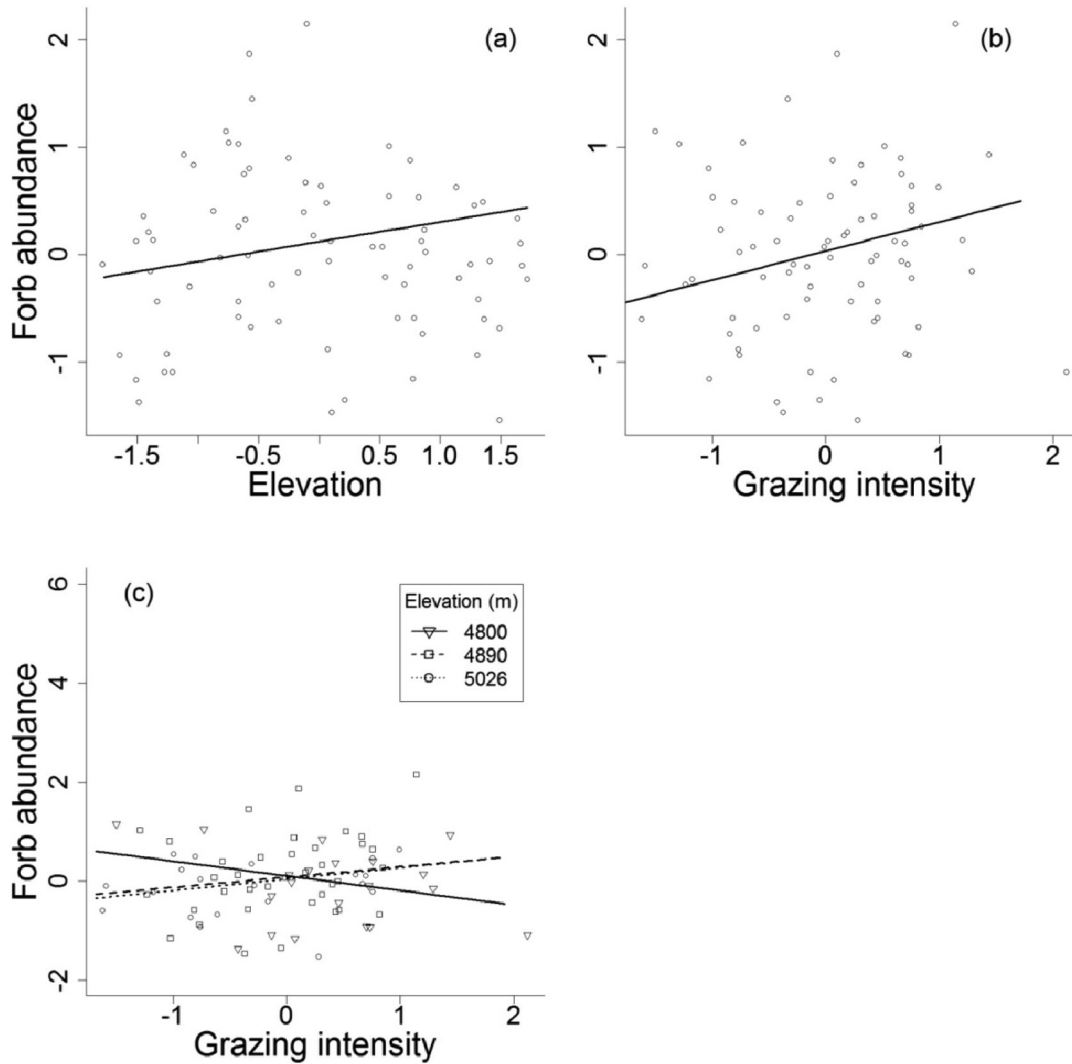 (a)
Forb abundance
2
1
0
-1
-1.5 -0.5 0.5 1.0 1.5
Elevation
(b)
2
1
0
-1
-1 0 1 2
Grazing intensity
(c)
Forb abundance
6
4
2
0
-2
Elevation (m)
4800
4890
5026
-1 0 1 2
Grazing intensity